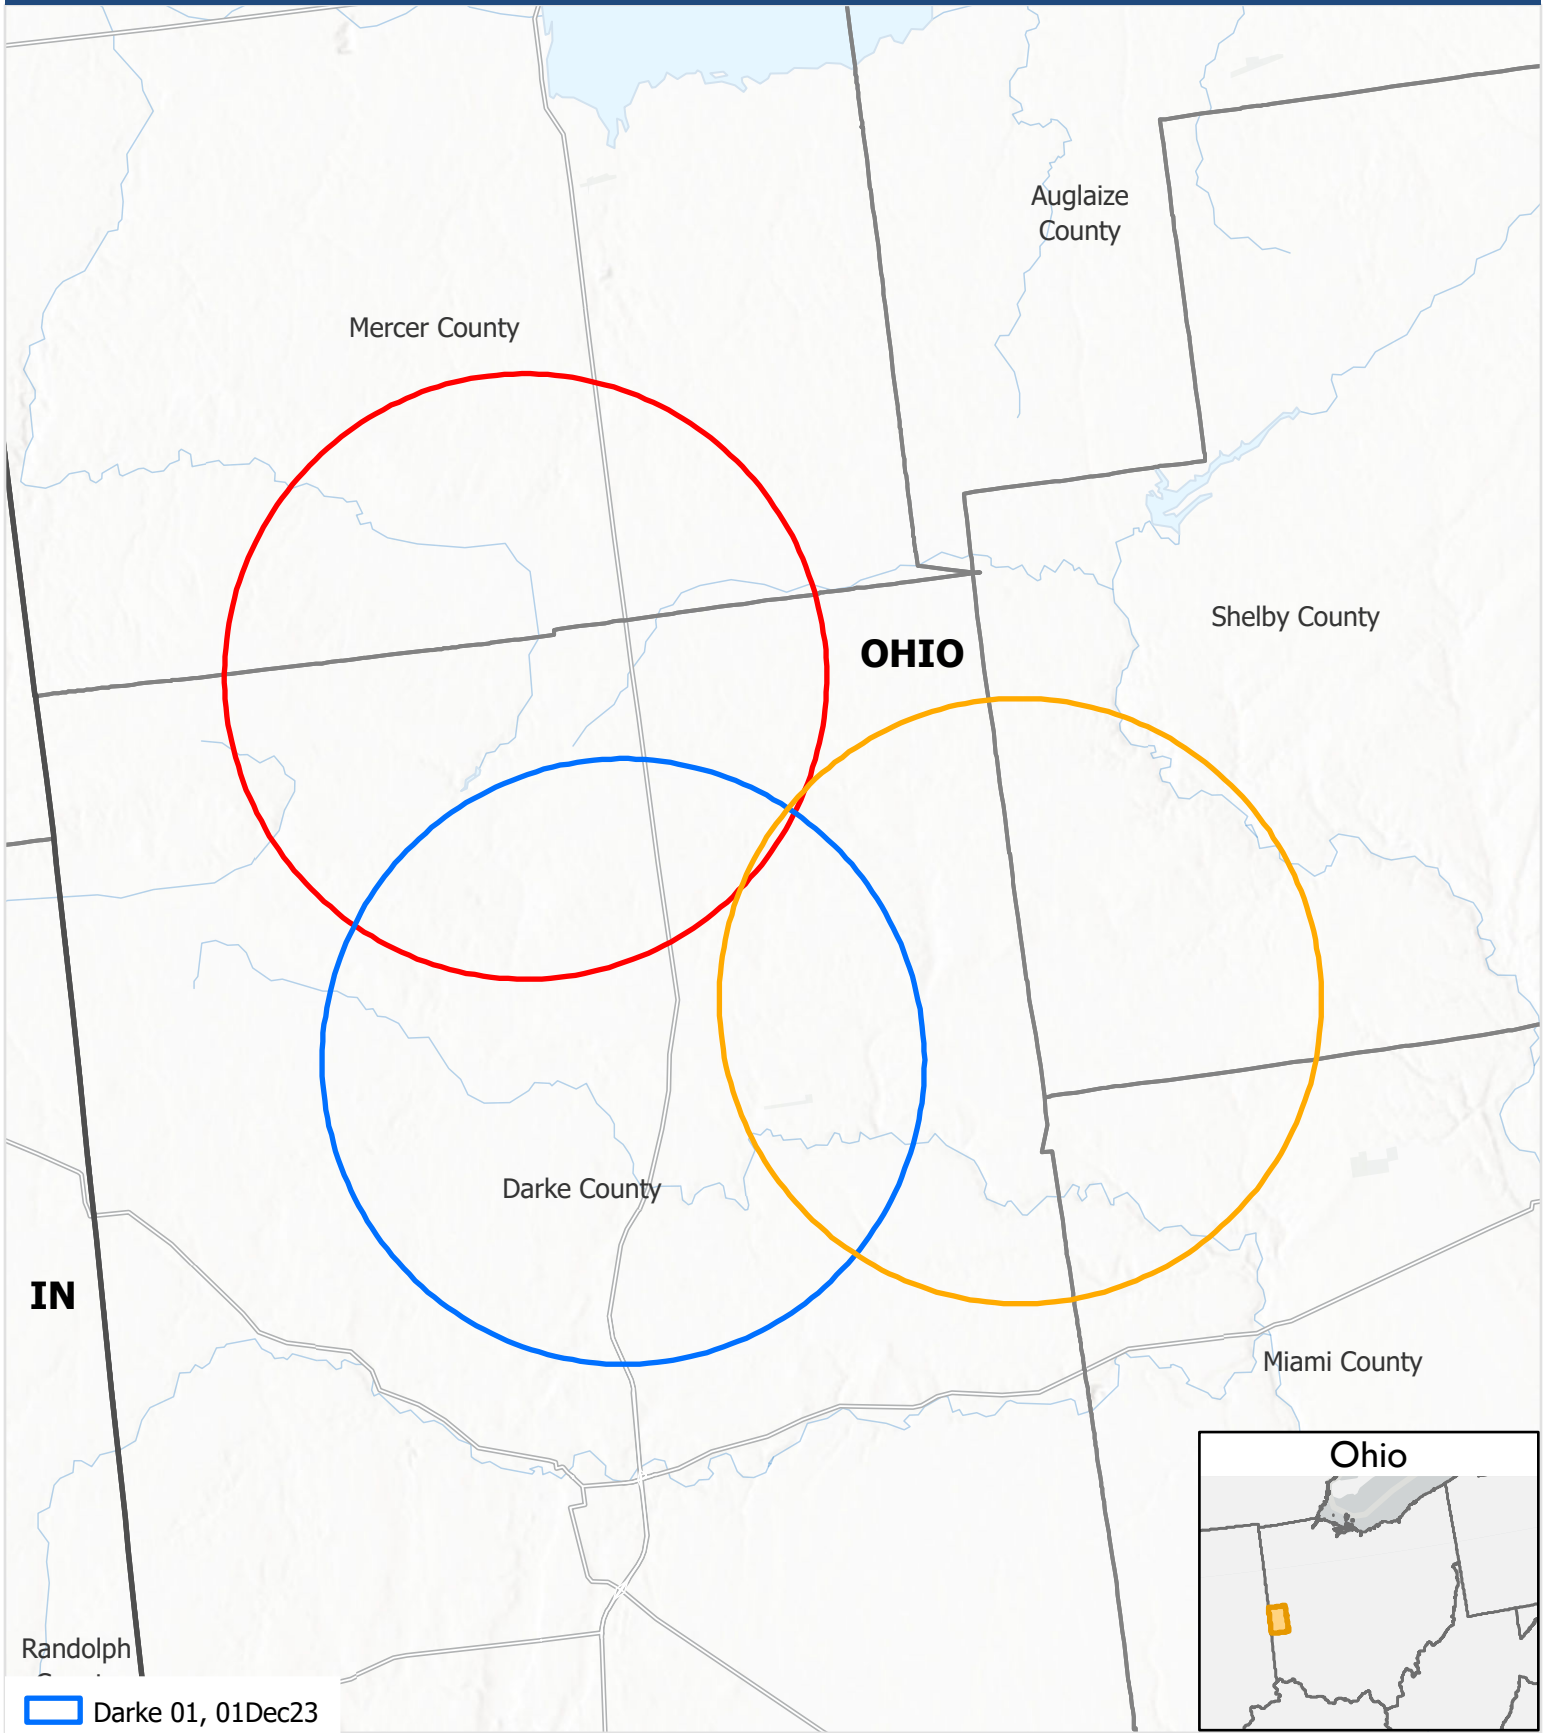 Auglaize
County
Mercer County
Shelby County
OHIO
Darke County
IN
Miami County
Ohio
Randolph
Darke 01, 01Dec23